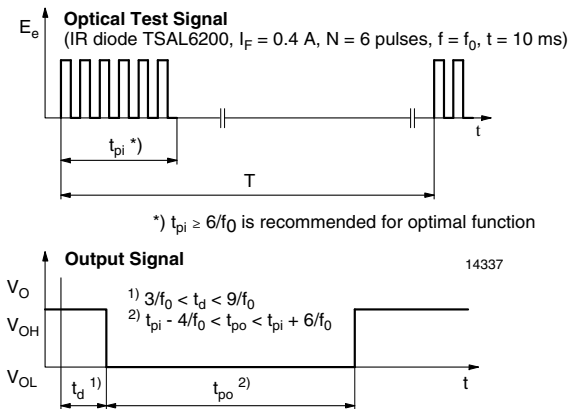 Optical Test Signal
E_e
(IR diode TSAL6200, I_F = 0.4 A, N = 6 pulses, f = f_0, t = 10 ms)
t
t_pi *)
T
*) t_pi ≥ 6/f_0 is recommended for optimal function
Output Signal
14337
V_O
V_OH
V_OL
1) 3/f_0 < t_d < 9/f_0
2) t_pi - 4/f_0 < t_po < t_pi + 6/f_0
t_d 1)
t_po 2)
t